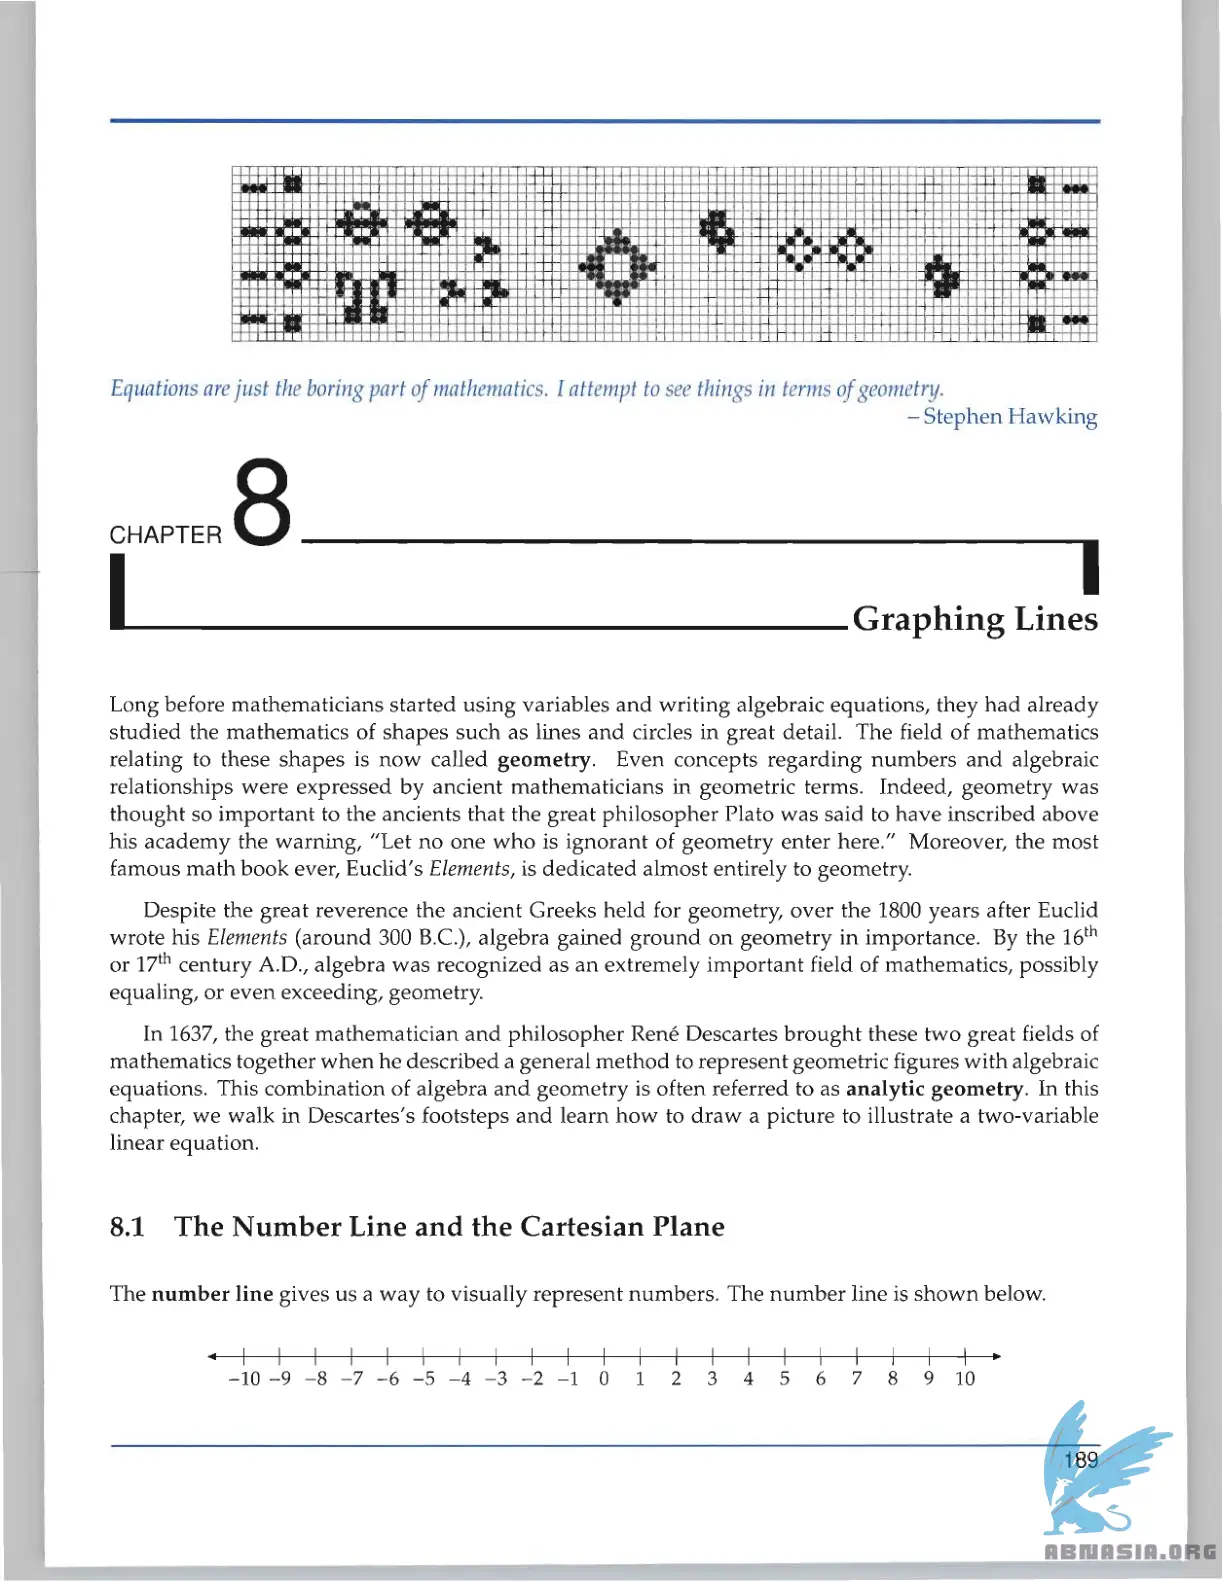 Equations are just the boring part of mathematics. I attempt to see things in terms of geometry.
– Stephen Hawking
CHAPTER 8
Graphing Lines
Long before mathematicians started using variables and writing algebraic equations, they had already
studied the mathematics of shapes such as lines and circles in great detail. The field of mathematics
relating to these shapes is now called geometry. Even concepts regarding numbers and algebraic
relationships were expressed by ancient mathematicians in geometric terms. Indeed, geometry was
thought so important to the ancients that the great philosopher Plato was said to have inscribed above
his academy the warning, "Let no one who is ignorant of geometry enter here." Moreover, the most
famous math book ever, Euclid's Elements, is dedicated almost entirely to geometry.
Despite the great reverence the ancient Greeks held for geometry, over the 1800 years after Euclid
wrote his Elements (around 300 B.C.), algebra gained ground on geometry in importance. By the 16th
or 17th century A.D., algebra was recognized as an extremely important field of mathematics, possibly
equaling, or even exceeding, geometry.
In 1637, the great mathematician and philosopher René Descartes brought these two great fields of
mathematics together when he described a general method to represent geometric figures with algebraic
equations. This combination of algebra and geometry is often referred to as analytic geometry. In this
chapter, we walk in Descartes's footsteps and learn how to draw a picture to illustrate a two-variable
linear equation.
8.1 The Number Line and the Cartesian Plane
The number line gives us a way to visually represent numbers. The number line is shown below.
–10 –9 –8 –7 –6 –5 –4 –3 –2 –1 0 1 2 3 4 5 6 7 8 9 10
189
ABNASIA.ORG